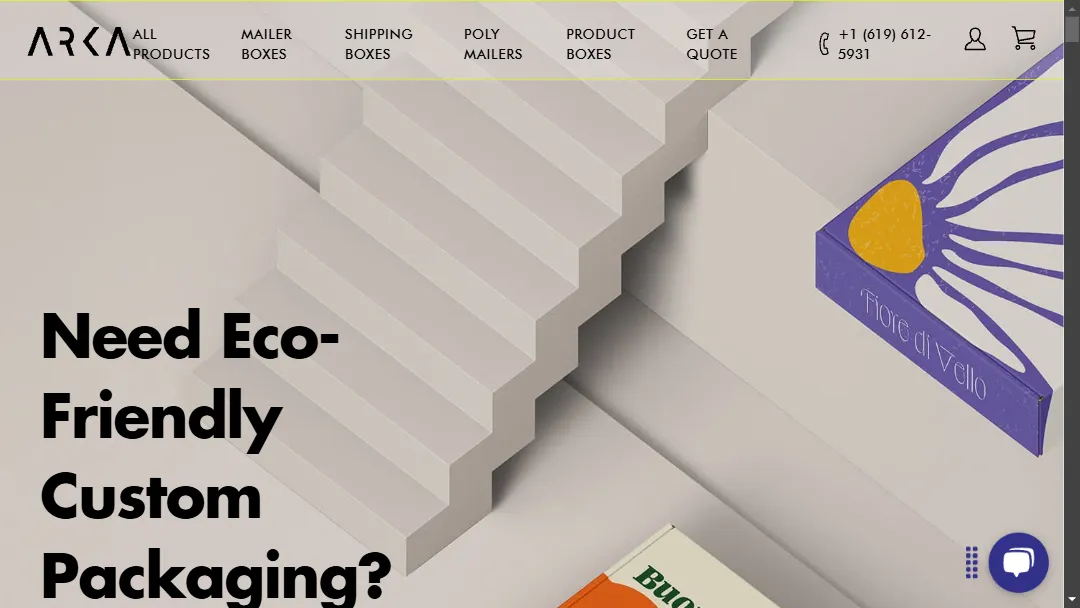 ARKA
ALL PRODUCTS
MAILER BOXES
SHIPPING BOXES
POLY MAILERS
PRODUCT BOXES
GET A QUOTE
+1 (619) 612-5931
Need Eco-
Friendly
Custom
Packaging?
Fiore di Vello